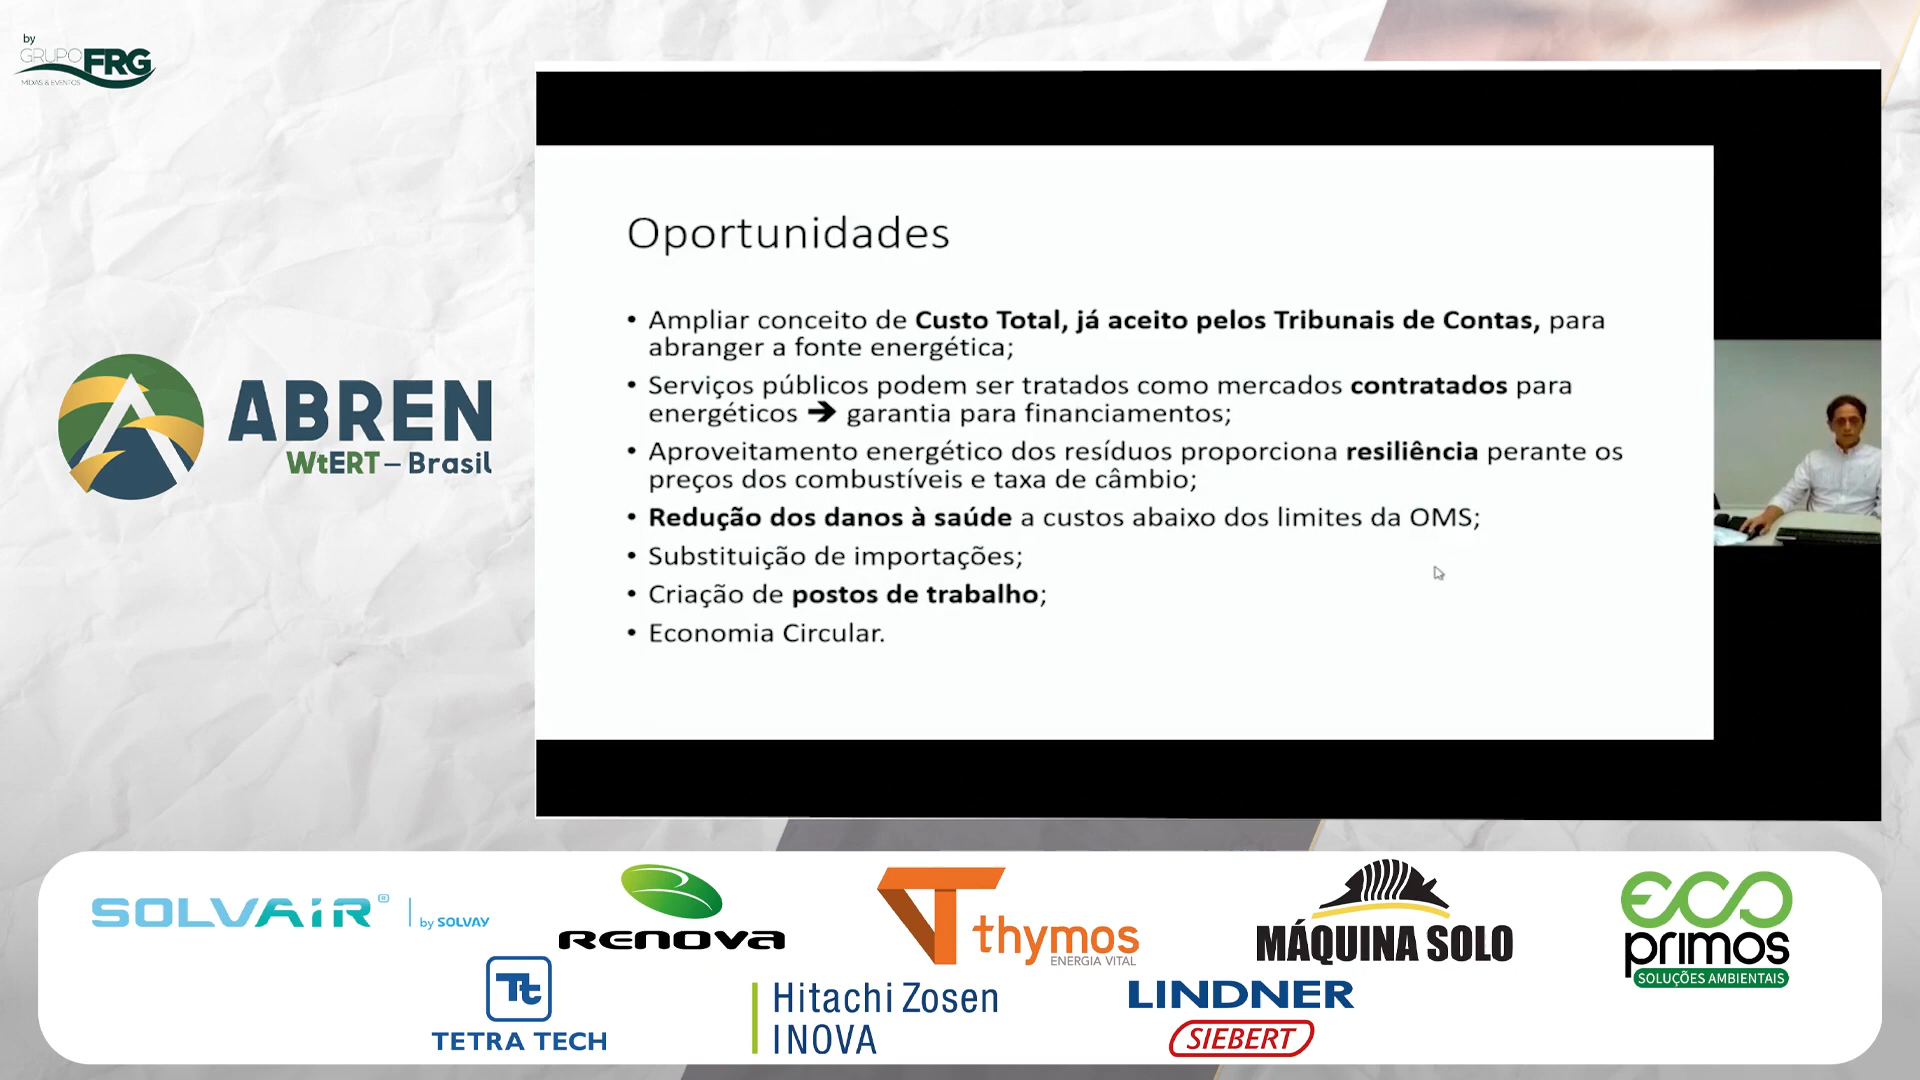 by
GRUPO FRG
MÍDIAS & EVENTOS
ABREN
WtERT – Brasil
Oportunidades
• Ampliar conceito de Custo Total, já aceito pelos Tribunais de Contas, para
abranger a fonte energética;
• Serviços públicos podem ser tratados como mercados contratados para
energéticos ➔ garantia para financiamentos;
• Aproveitamento energético dos resíduos proporciona resiliência perante os
preços dos combustíveis e taxa de câmbio;
• Redução dos danos à saúde a custos abaixo dos limites da OMS;
• Substituição de importações;
• Criação de postos de trabalho;
• Economia Circular.
SOLVAIR® | by SOLVAY
RENOVA
thymos
ENERGIA VITAL
MÁQUINA SOLO
eco
primos
SOLUÇÕES AMBIENTAIS
Tt
TETRA TECH
Hitachi Zosen
INOVA
LINDNER
SIEBERT